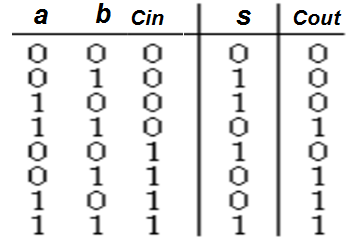 a b Cin s Cout
0 0 0 0 0
0 1 0 1 0
1 0 0 1 0
1 1 0 0 1
0 0 1 1 0
0 1 1 0 0
1 0 1 0 1
1 1 1 1 1